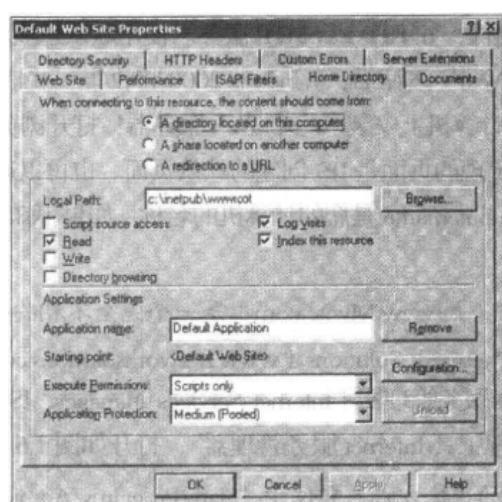 Default Web Site Properties
Directory Security HTTP Headers Custom Errors Server Extensions
Web Site Performance ISAPI Filters Home Directory Documents
When connecting to this resource, the content should come from:
A directory located on this computer
A share located on another computer
A redirection to a URL
Local Path: c:\inetpub\wwwroot Browse...
Script source access Log visits
Read Index this resource
Write
Directory browsing
Application Settings
Application name: Default Application Remove
Starting point: <Default Web Site>
Configuration...
Execute Permissions: Scripts only
Application Protection: Medium (Pooled) Unload
OK Cancel Apply Help